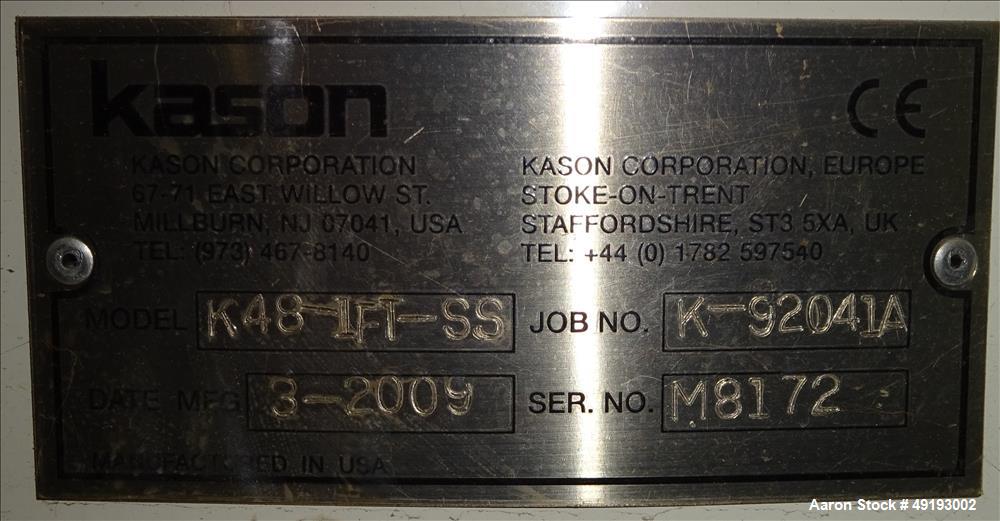 kason CE
KASON CORPORATION
67-71 EAST WILLOW ST.
MILLBURN, NJ 07041, USA
TEL: (973) 467-8140
KASON CORPORATION, EUROPE
STOKE-ON-TRENT
STAFFORDSHIRE, ST3 5XA, UK
TEL: +44 (0) 1782 597540
MODEL K48-1FT-SS JOB NO. K-92041A
DATE MFG. 3-2009 SER. NO. M8172
MANUFACTURED IN USA
Aaron Stock # 49193002